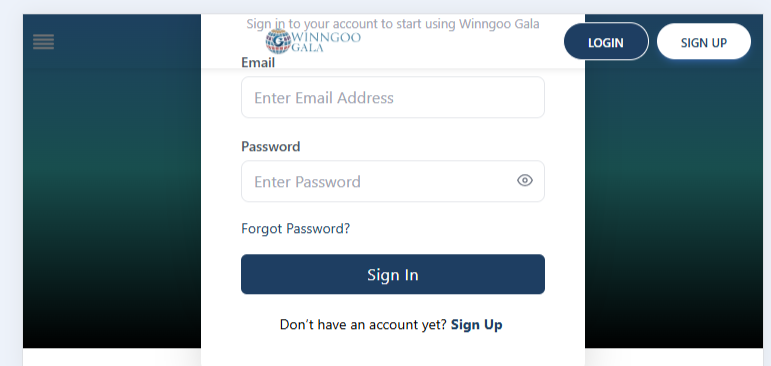 Sign in to your account to start using Winngoo Gala
WINNGOO
GALA
LOGIN
SIGN UP
Email
Enter Email Address
Password
Enter Password
Forgot Password?
Sign In
Don't have an account yet? Sign Up